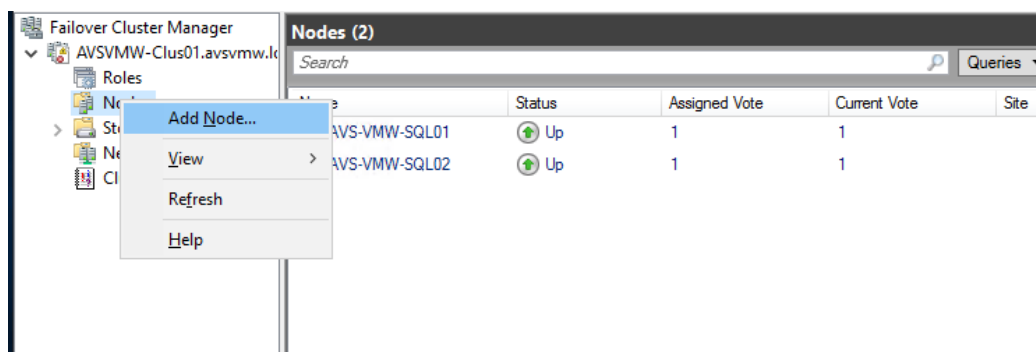 Failover Cluster Manager
AVSVMW-Clus01.avsvmw.lo
Roles
Nodes (2)
Search
Queries
Add Node...
View
Refresh
Help
Status
Assigned Vote
Current Vote
Site
AVS-VMW-SQL01
Up
1
1
AVS-VMW-SQL02
Up
1
1